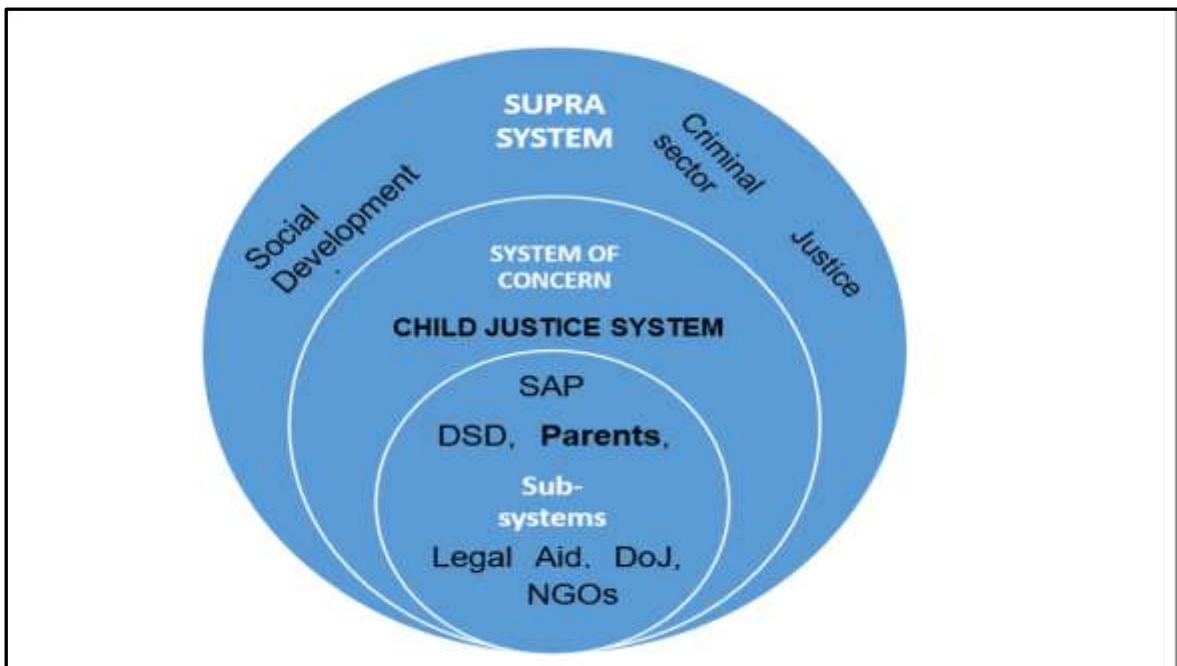 SUPRA
SYSTEM
Criminal
sector
Justice
Social
Development
.
SYSTEM OF
CONCERN
CHILD JUSTICE SYSTEM
SAP
DSD, Parents,
Sub-
systems
Legal Aid. DoJ,
NGOs